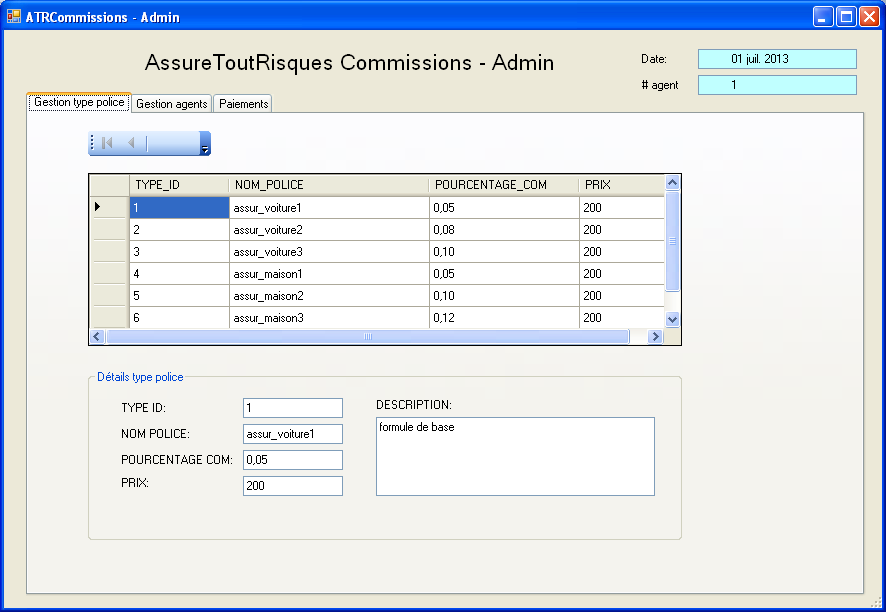 ATRCommissions - Admin
AssureToutRisques Commissions - Admin
Date: 01 juil. 2013
# agent 1
Gestion type police Gestion agents Paiements
TYPE_ID NOM_POLICE POURCENTAGE_COM PRIX
1 assur_voiture1 0,05 200
2 assur_voiture2 0,08 200
3 assur_voiture3 0,10 200
4 assur_maison1 0,05 200
5 assur_maison2 0,10 200
6 assur_maison3 0,12 200
Détails type police
TYPE ID: 1
NOM POLICE: assur_voiture1
POURCENTAGE COM: 0,05
PRIX: 200
DESCRIPTION:
formule de base